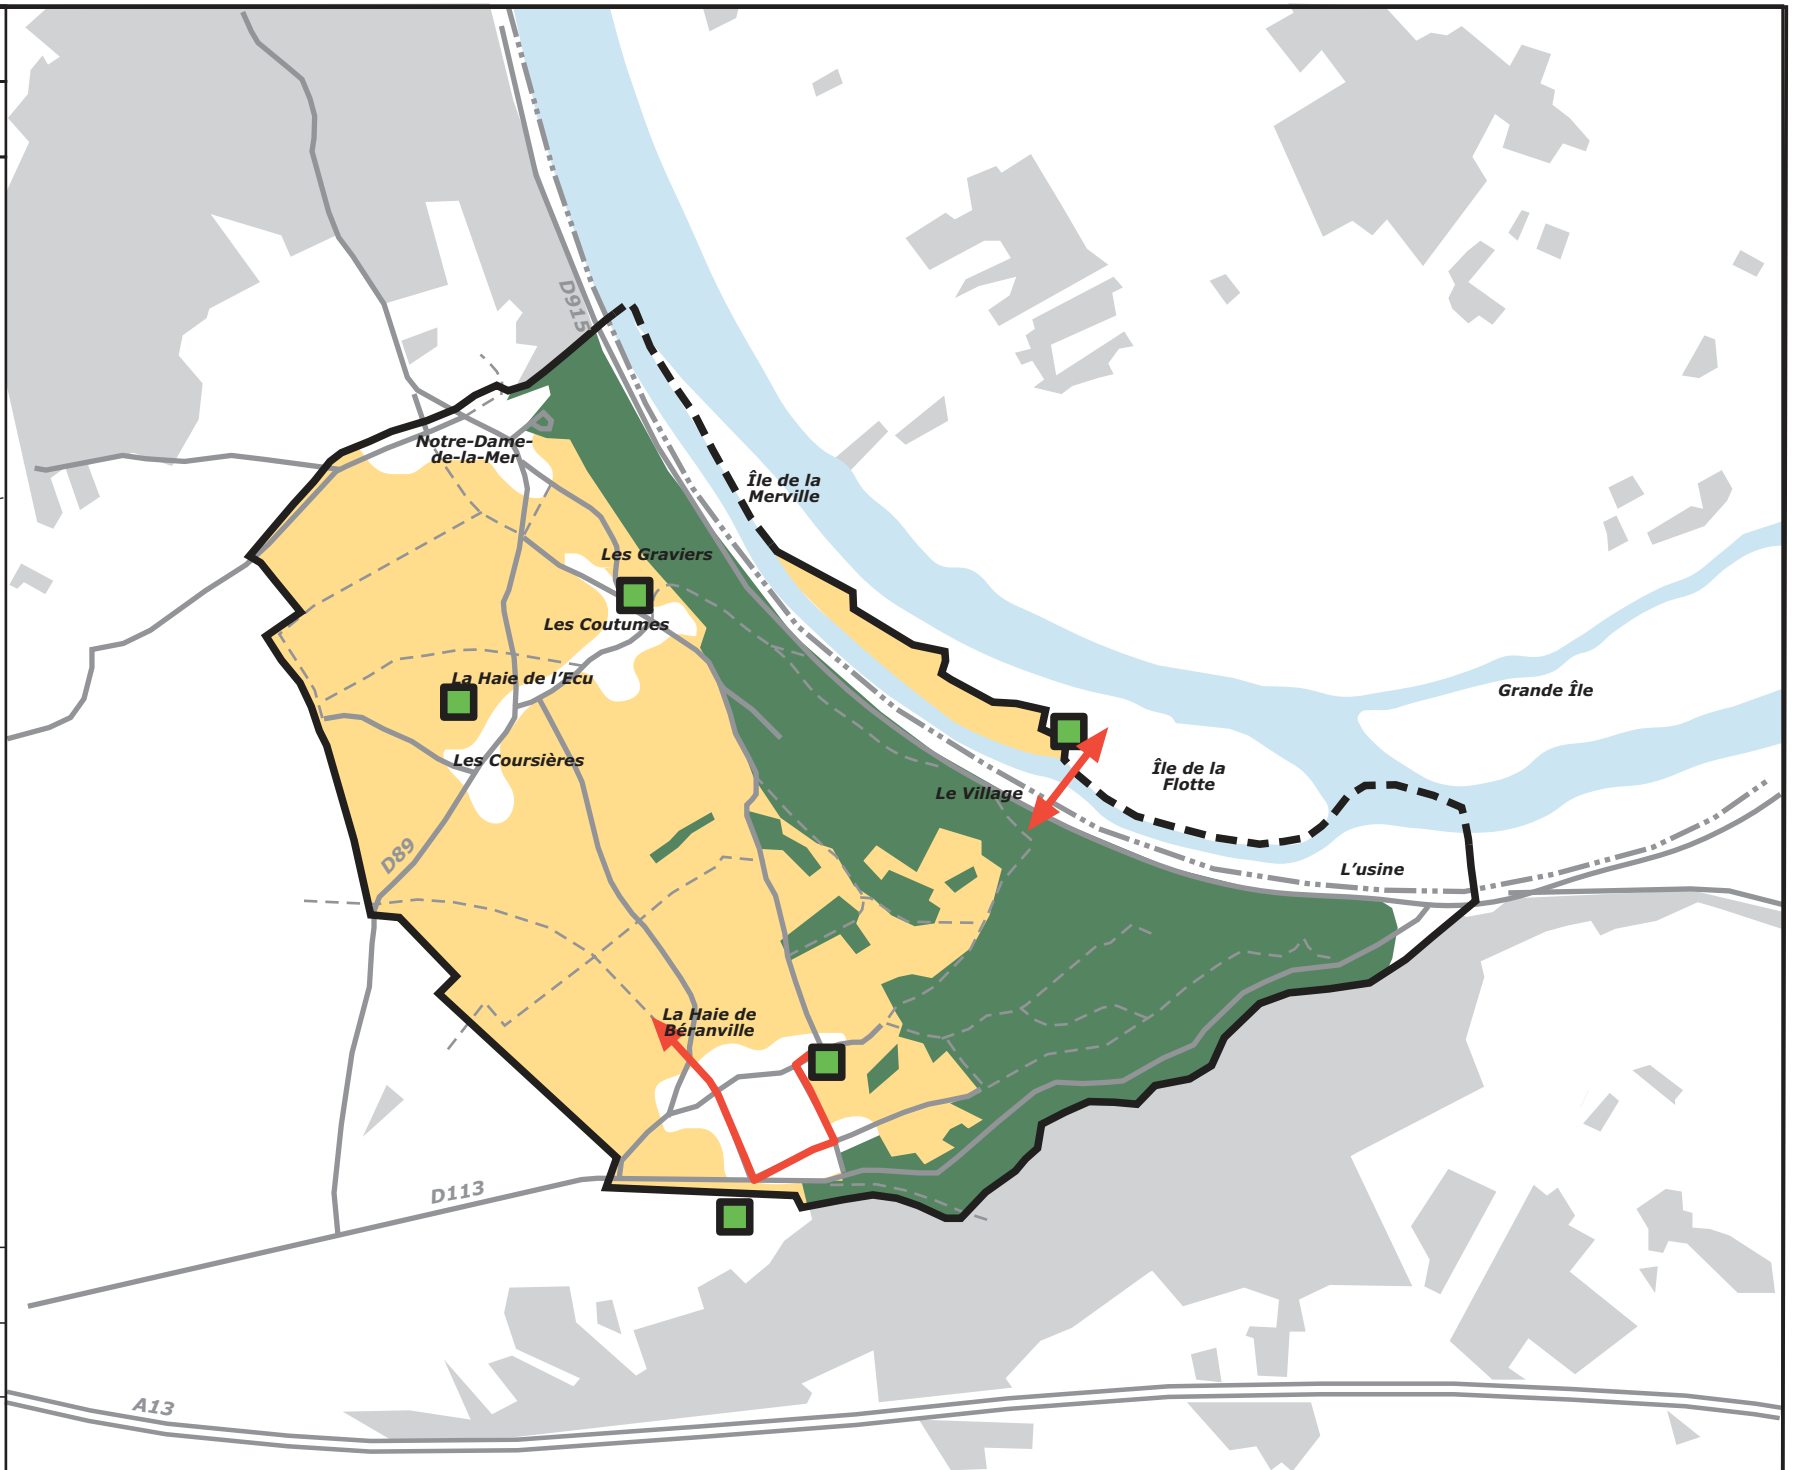 D915
Notre-Dame-
de-la-Mer
Île de la
Merville
Les Graviers
Les Coutumes
La Haie de l’Ecu
Grande Île
Les Coursières
Île de la
Flotte
Le Village
D89
L’usine
La Haie de
Béranville
D113
A13